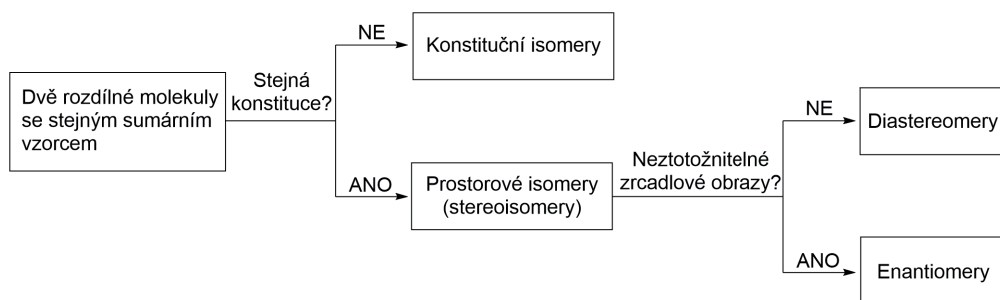 Dvě rozdílné molekuly
se stejným sumárním
vzorcem
Stejná
konstituce?
NE
Konstituční isomery
ANO
Prostorové isomery
(stereoisomery)
Neztotožnitelné
zrcadlové obrazy?
NE
Diastereomery
ANO
Enantiomery